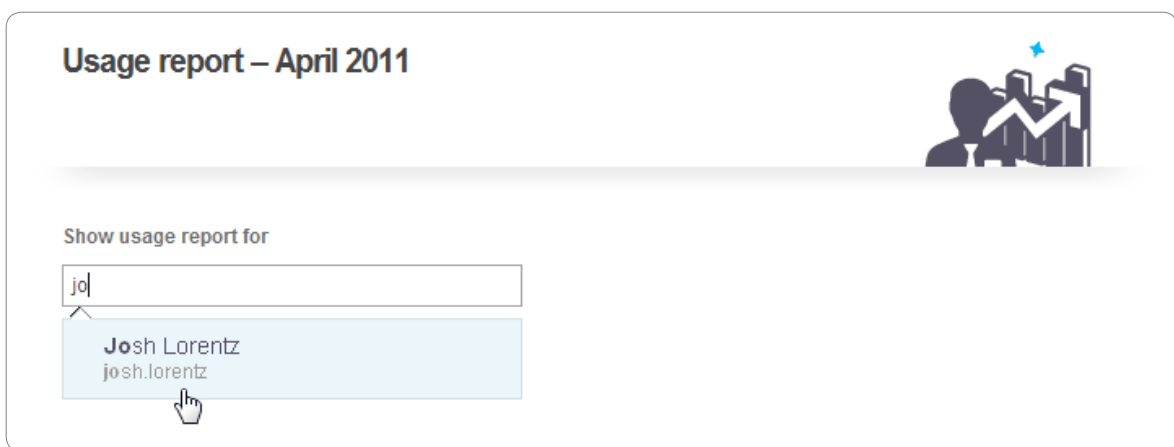 Usage report – April 2011
Show usage report for
jo
Josh Lorentz
josh.lorentz